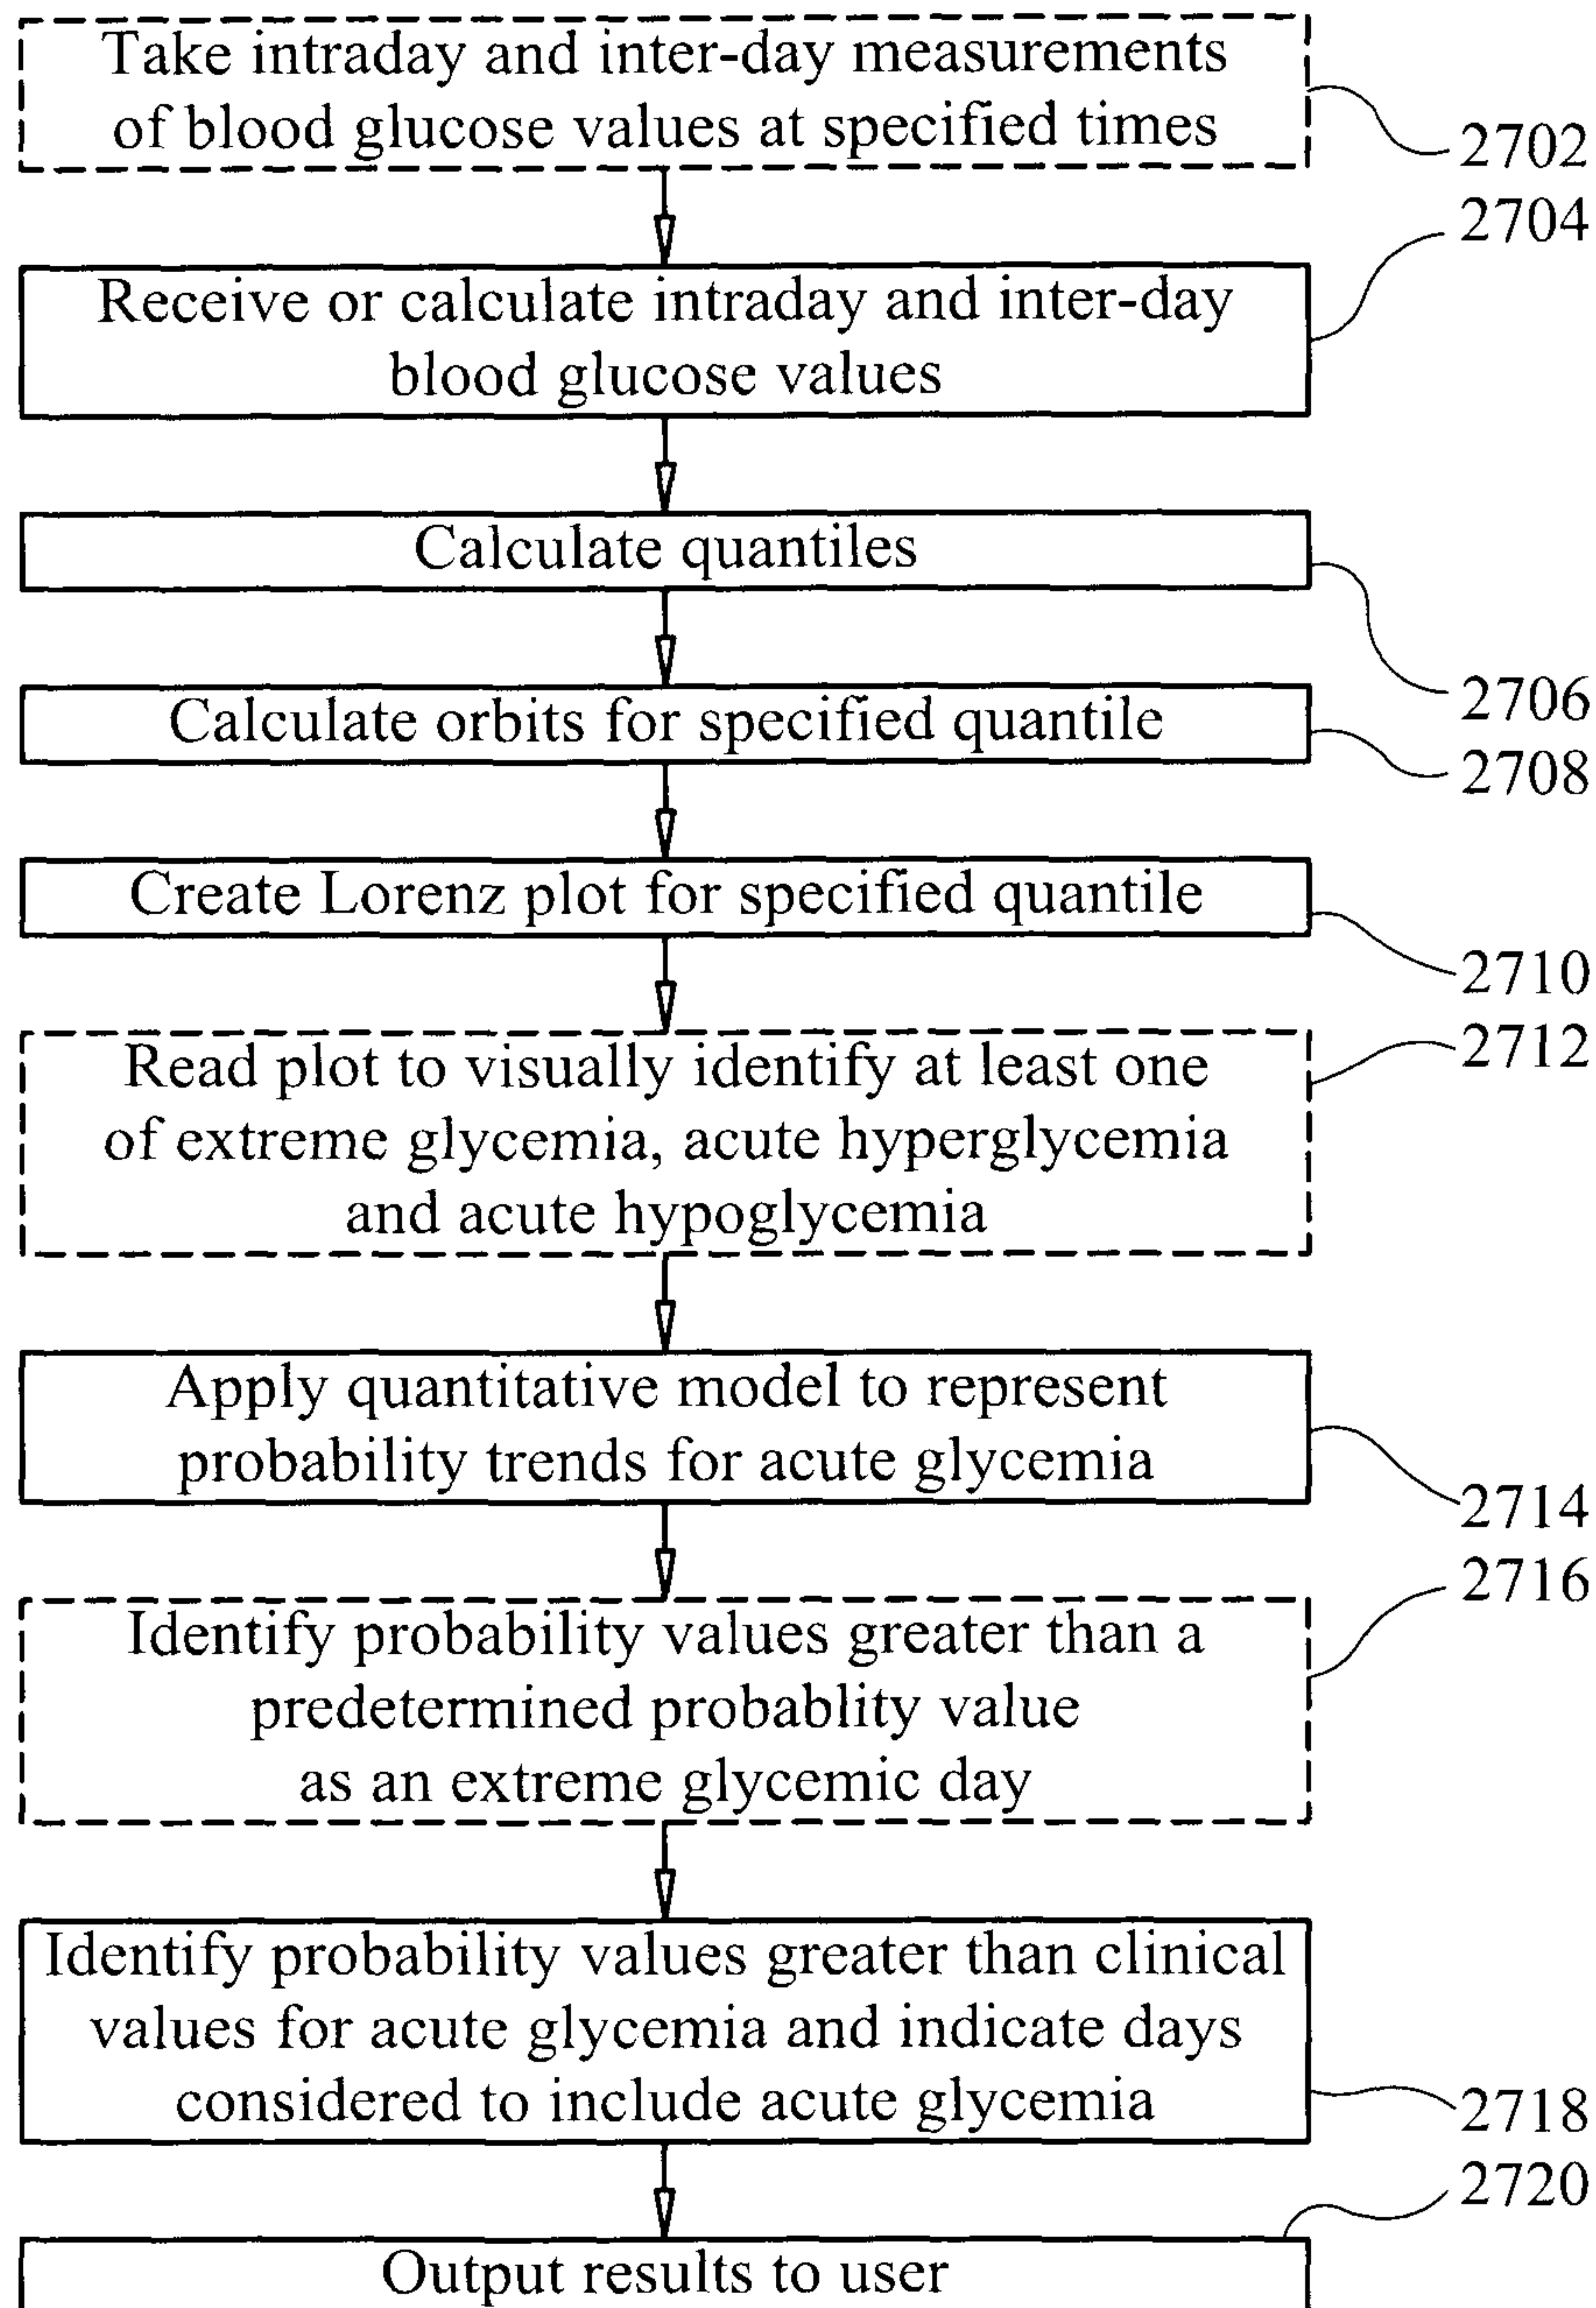 Take intraday and inter-day measurements
of blood glucose values at specified times
2702
2704
Receive or calculate intraday and inter-day
blood glucose values
Calculate quantiles
2706
Calculate orbits for specified quantile
2708
Create Lorenz plot for specified quantile
2710
2712
Read plot to visually identify at least one
of extreme glycemia, acute hyperglycemia
and acute hypoglycemia
Apply quantitative model to represent
probability trends for acute glycemia
2714
2716
Identify probability values greater than a
predetermined probablity value
as an extreme glycemic day
Identify probability values greater than clinical
values for acute glycemia and indicate days
considered to include acute glycemia
2718
2720
Output results to user